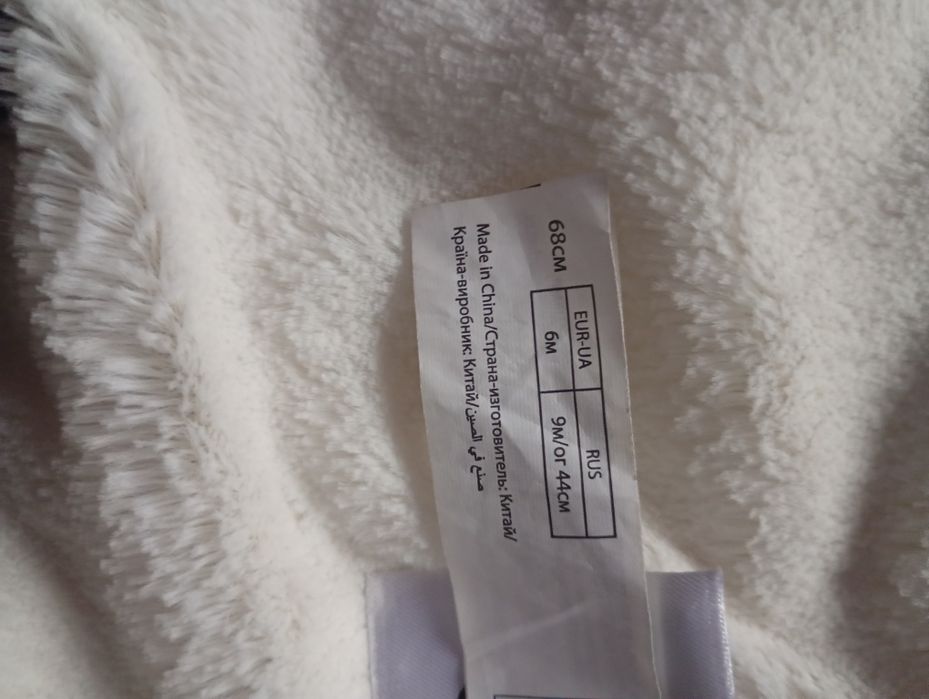 68CM
EUR-UA RUS
6M 9M/ог 44CM
Made in China/Страна-изготовитель: Китай/
Країна-виробник: Китай/صنع في الصين